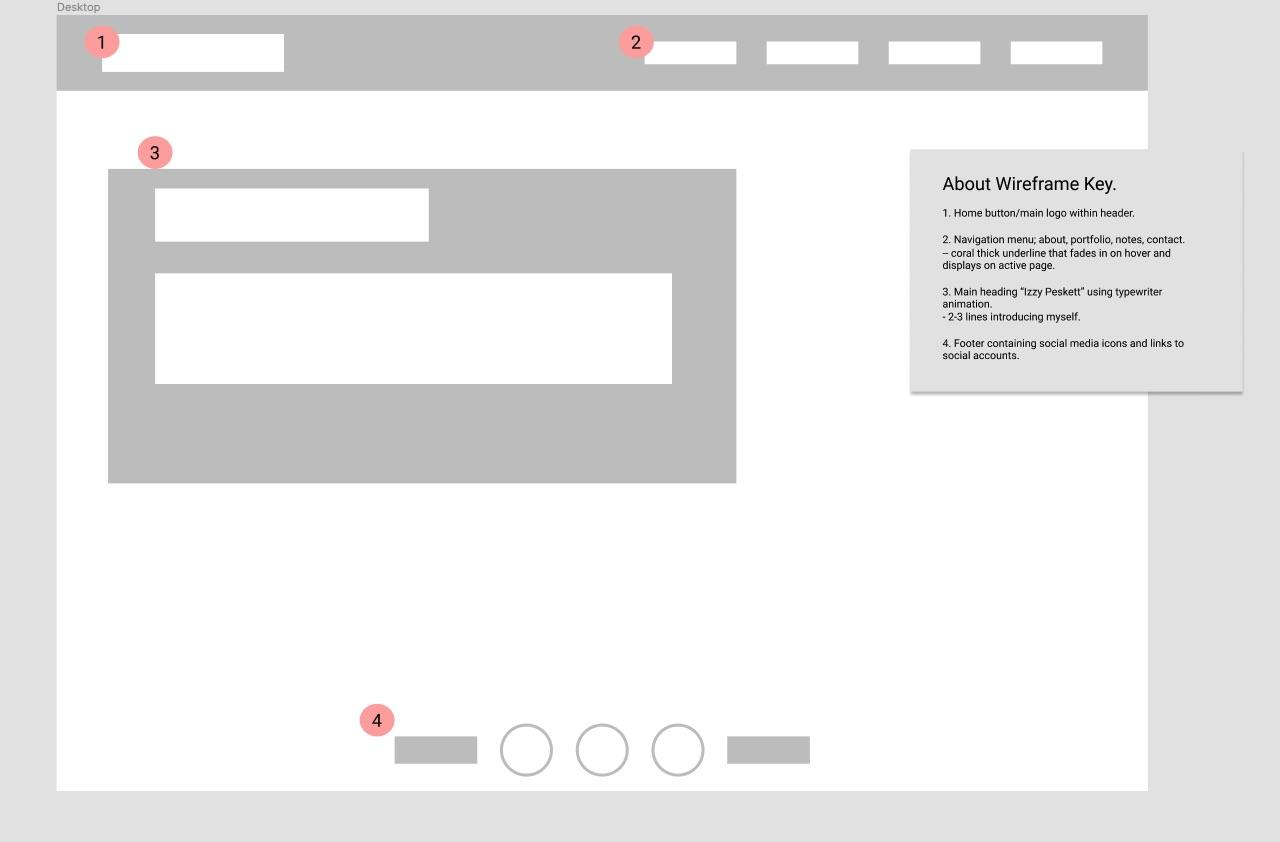 Desktop
1
2
3
About Wireframe Key.
1. Home button/main logo within header.
2. Navigation menu; about, portfolio, notes, contact.
– coral thick underline that fades in on hover and
displays on active page.
3. Main heading “Izzy Peskett” using typewriter
animation.
- 2-3 lines introducing myself.
4. Footer containing social media icons and links to
social accounts.
4